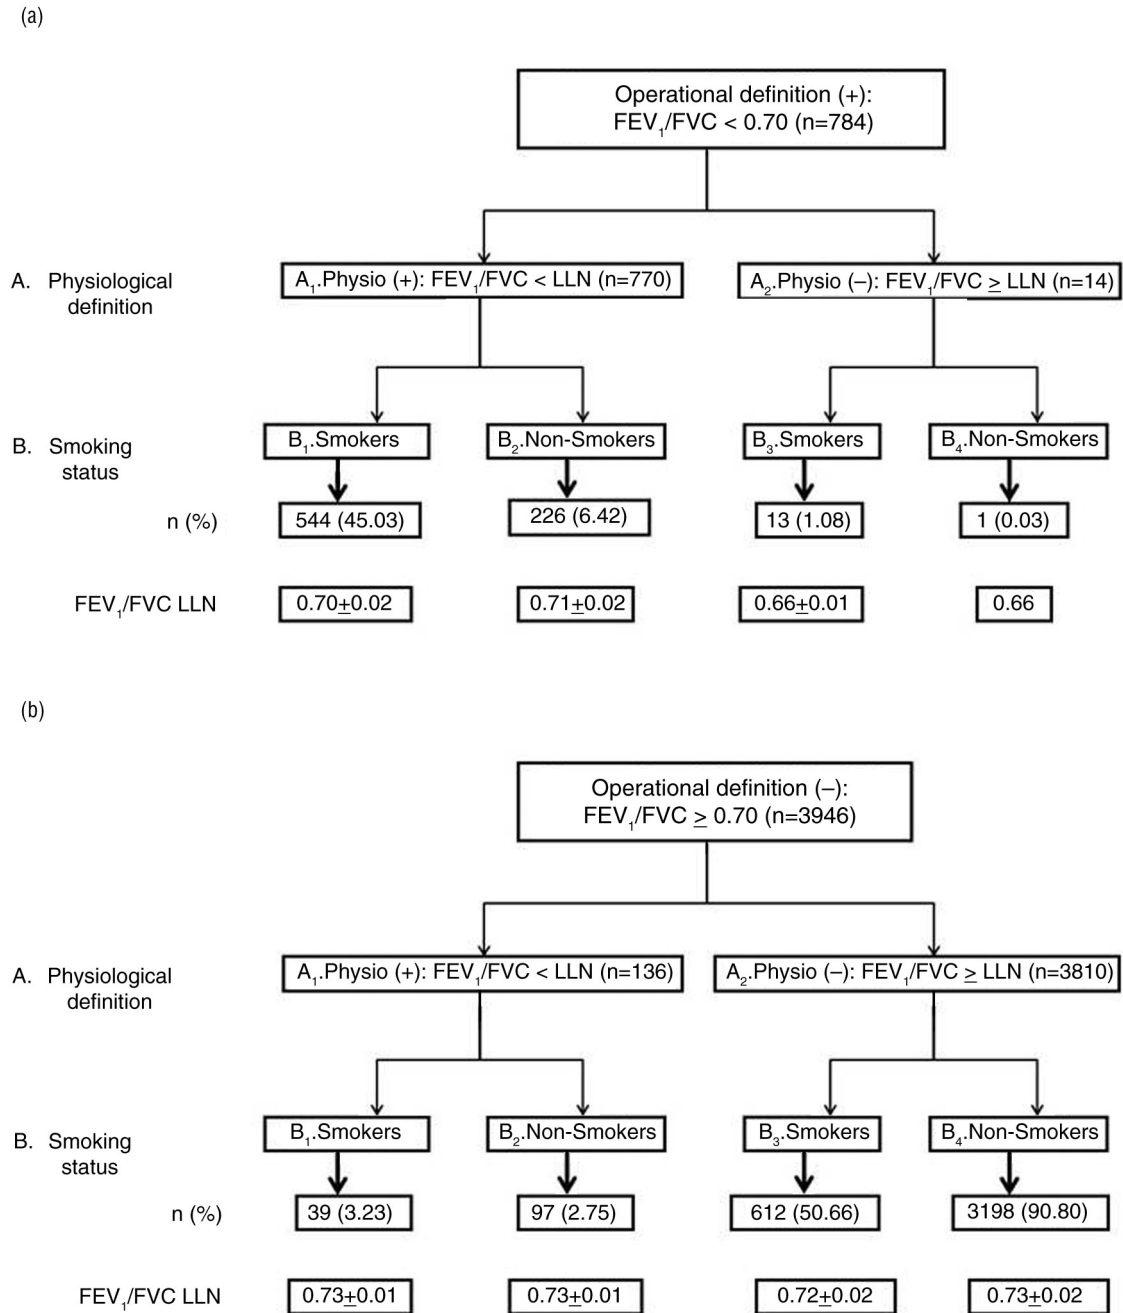 (a)
Operational definition (+):
FEV₁/FVC < 0.70 (n=784)
A. Physiological
definition
A₁.Physio (+): FEV₁/FVC < LLN (n=770)
A₂.Physio (–): FEV₁/FVC ≥ LLN (n=14)
B. Smoking
status
B₁.Smokers
B₂.Non-Smokers
B₃.Smokers
B₄.Non-Smokers
n (%)
544 (45.03)
226 (6.42)
13 (1.08)
1 (0.03)
FEV₁/FVC LLN
0.70±0.02
0.71±0.02
0.66±0.01
0.66
(b)
Operational definition (–):
FEV₁/FVC ≥ 0.70 (n=3946)
A. Physiological
definition
A₁.Physio (+): FEV₁/FVC < LLN (n=136)
A₂.Physio (–): FEV₁/FVC ≥ LLN (n=3810)
B. Smoking
status
B₁.Smokers
B₂.Non-Smokers
B₃.Smokers
B₄.Non-Smokers
n (%)
39 (3.23)
97 (2.75)
612 (50.66)
3198 (90.80)
FEV₁/FVC LLN
0.73±0.01
0.73±0.01
0.72±0.02
0.73±0.02